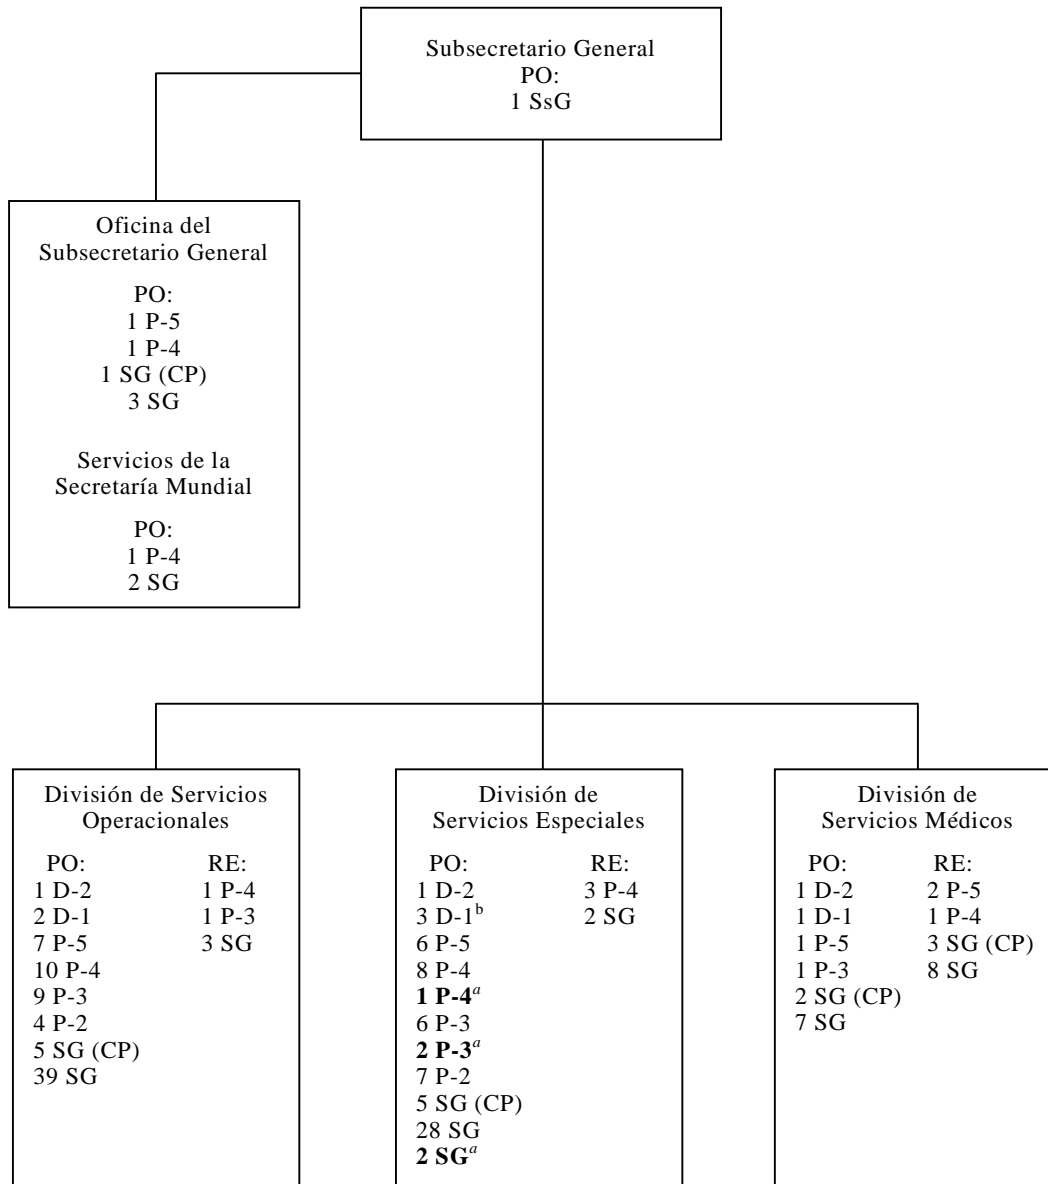 Subsecretario General
PO:
1 SsG
Oficina del
Subsecretario General
PO:
1 P-5
1 P-4
1 SG (CP)
3 SG
Servicios de la
Secretaría Mundial
PO:
1 P-4
2 SG
División de Servicios
Operacionales
PO:
1 D-2
2 D-1
7 P-5
10 P-4
9 P-3
4 P-2
5 SG (CP)
39 SG
RE:
1 P-4
1 P-3
3 SG
División de
Servicios Especiales
PO:
1 D-2
3 D-1b
6 P-5
8 P-4
1 P-4a
6 P-3
2 P-3a
7 P-2
5 SG (CP)
28 SG
2 SGa
RE:
3 P-4
2 SG
División de
Servicios Médicos
PO:
1 D-2
1 D-1
1 P-5
1 P-3
2 SG (CP)
7 SG
RE:
2 P-5
1 P-4
3 SG (CP)
8 SG